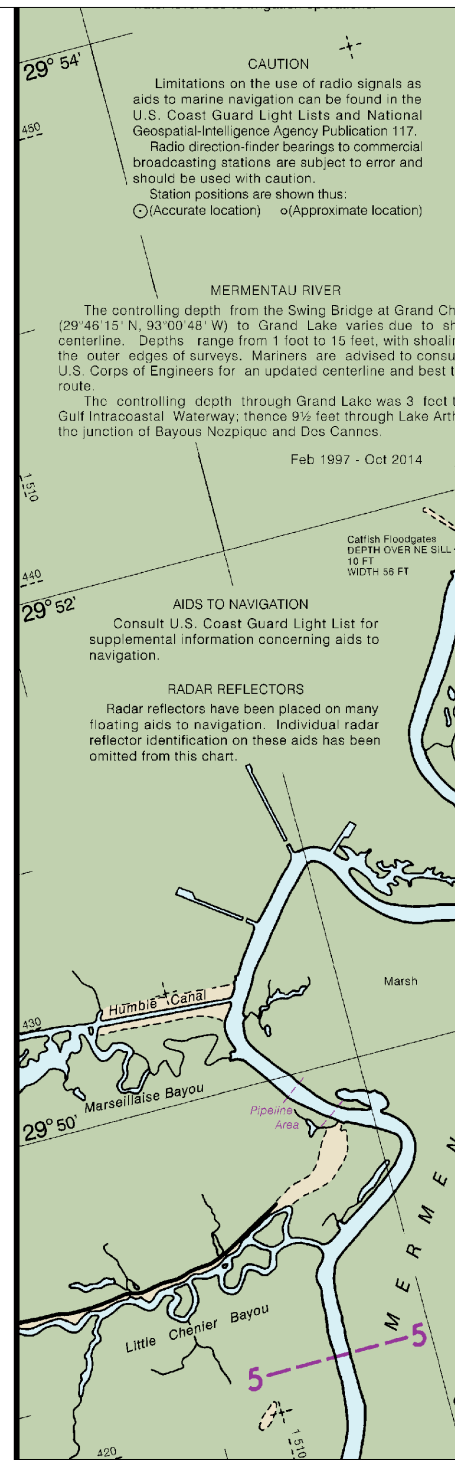 29° 54'
CAUTION
Limitations on the use of radio signals as
aids to marine navigation can be found in the
U.S. Coast Guard Light Lists and National
Geospatial-Intelligence Agency Publication 117.
Radio direction-finder bearings to commercial
broadcasting stations are subject to error and
should be used with caution.
Station positions are shown thus:
(Accurate location) o(Approximate location)
450
MERMENTAU RIVER
The controlling depth from the Swing Bridge at Grand Ch
(29°46'15" N, 93°00'48" W) to Grand Lake varies due to sh
centerline. Depths range from 1 foot to 15 feet, with shoalin
the outer edges of surveys. Mariners are advised to consu
U.S. Corps of Engineers for an updated centerline and best t
route.
The controlling depth through Grand Lake was 3 feet t
Gulf Intracoastal Waterway; thence 9½ feet through Lake Arth
the junction of Bayous Nezpique and Des Cannes.
Feb 1997 - Oct 2014
1 510
Catfish Floodgates
DEPTH OVER NE SILL
10 FT
WIDTH 56 FT
440
29° 52'
AIDS TO NAVIGATION
Consult U.S. Coast Guard Light List for
supplemental information concerning aids to
navigation.
RADAR REFLECTORS
Radar reflectors have been placed on many
floating aids to navigation. Individual radar
reflector identification on these aids has been
omitted from this chart.
Marsh
Humble Canal
430
Marseillaise Bayou
Pipeline
Area
29° 50'
MERMEN
Little Chenier Bayou
5 5
420
1 510